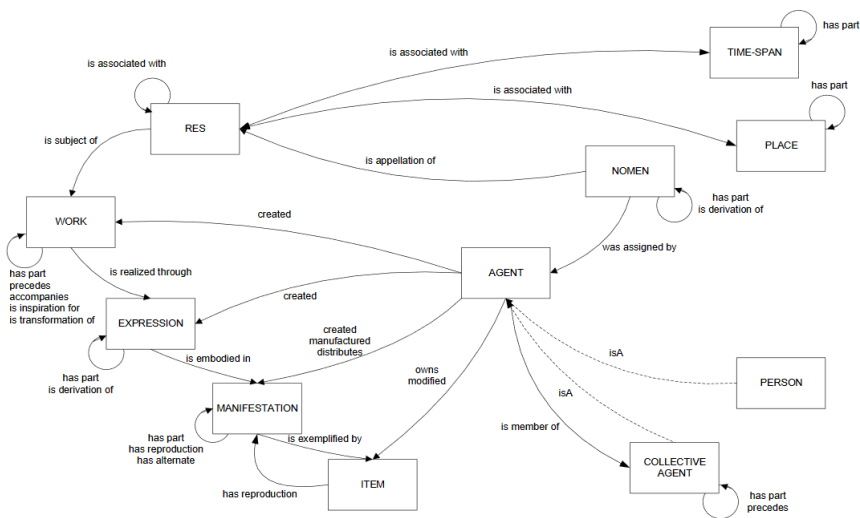 has part
TIME-SPAN
is associated with
is associated with
has part
is associated with
RES
PLACE
is subject of
is appellation of
NOMEN
has part
is derivation of
WORK
created
was assigned by
has part
precedes
accompanies
is inspiration for
is transformation of
is realized through
AGENT
created
EXPRESSION
created
manufactured
distributes
is embodied in
has part
is derivation of
owns
modified
isA
PERSON
isA
MANIFESTATION
has part
has reproduction
has alternate
is exemplified by
is member of
has reproduction
ITEM
COLLECTIVE
AGENT
has part
precedes